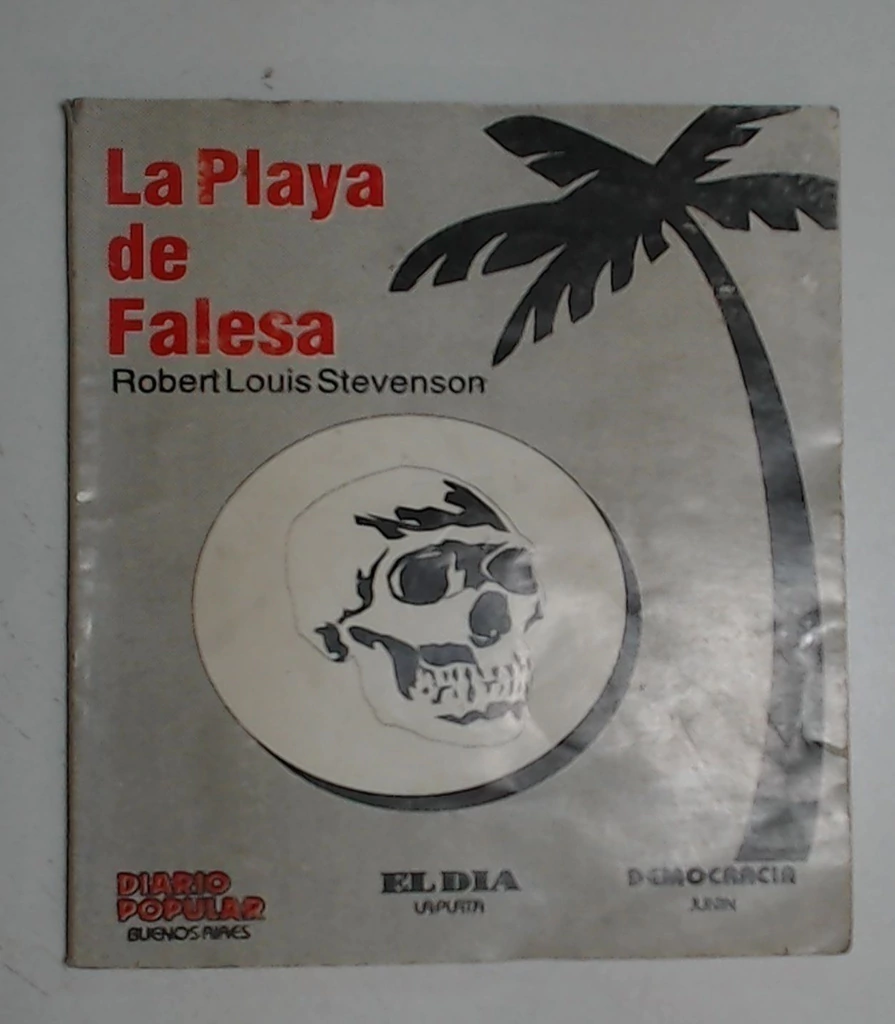 La Playa
de
Falesa
Robert Louis Stevenson
DIARIO
POPULAR
BUENOS AIRES
EL DIA
LA PLATA
DEMOCRACIA
JUNIN